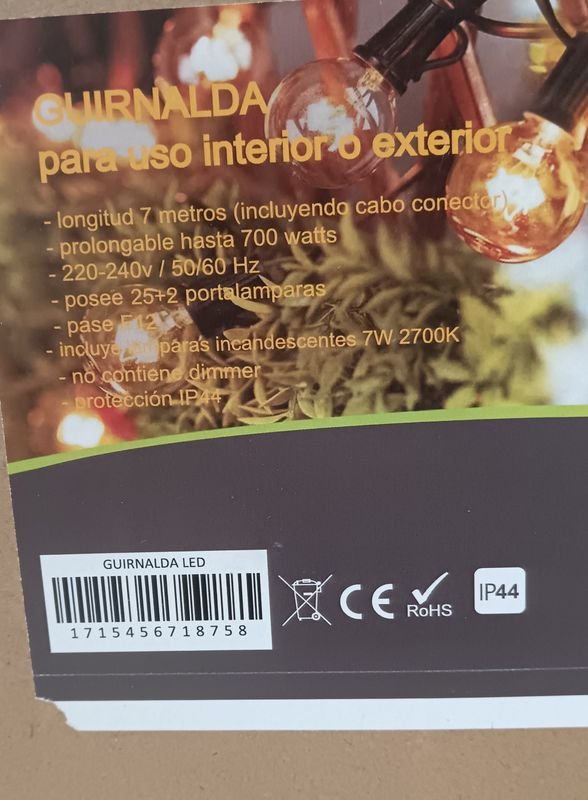 GUIRNALDA
para uso interior o exterior
- longitud 7 metros (incluyendo cabo conector)
- prolongable hasta 700 watts
- 220-240v / 50/60 Hz
- posee 25+2 portalamparas
- pase E12
- incluye lámparas incandescentes 7W 2700K
- no contiene dimmer
- protección IP44
GUIRNALDA LED
1715456718758
CE
RoHS
IP44